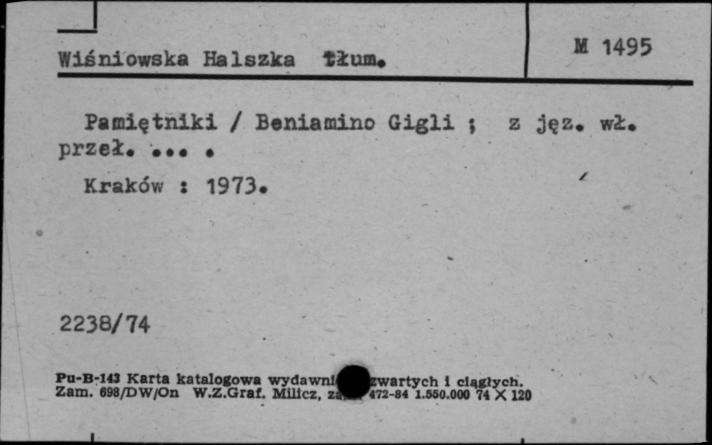 Wiśniowska Halszka tłum.
M 1495
Pamiętniki / Beniamino Gigli ; z jęz. wł.
przeł. ... .
Kraków : 1973.
2238/74
Pu-B-143 Karta katalogowa wydawni zwartych i ciągłych.
Zam. 698/DW/On W.Z.Graf. Milicz, 472-84 1.550.000 74 X 120